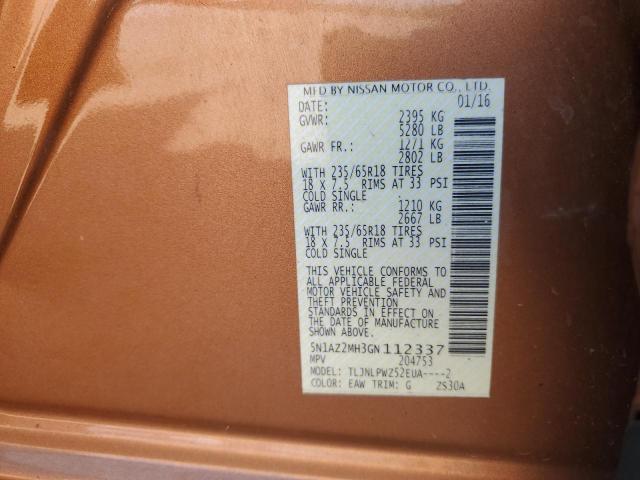 MFD BY NISSAN MOTOR CO., LTD.
DATE: 01/16
GVWR: 2395 KG
5280 LB
GAWR FR.: 1271 KG
2802 LB
WITH 235/65R18 TIRES
18 X 7.5 RIMS AT 33 PSI
COLD SINGLE
GAWR RR.: 1210 KG
2667 LB
WITH 235/65R18 TIRES
18 X 7.5 RIMS AT 33 PSI
COLD SINGLE
THIS VEHICLE CONFORMS TO
ALL APPLICABLE FEDERAL
MOTOR VEHICLE SAFETY AND
THEFT PREVENTION
STANDARDS IN EFFECT ON
THE DATE OF MANUFACTURE
SHOWN ABOVE.
5N1AZ2MH3GN112337
MPV 204753
MODEL: TLJNLPWZ52EUA----2
COLOR: EAW TRIM: G ZS30A